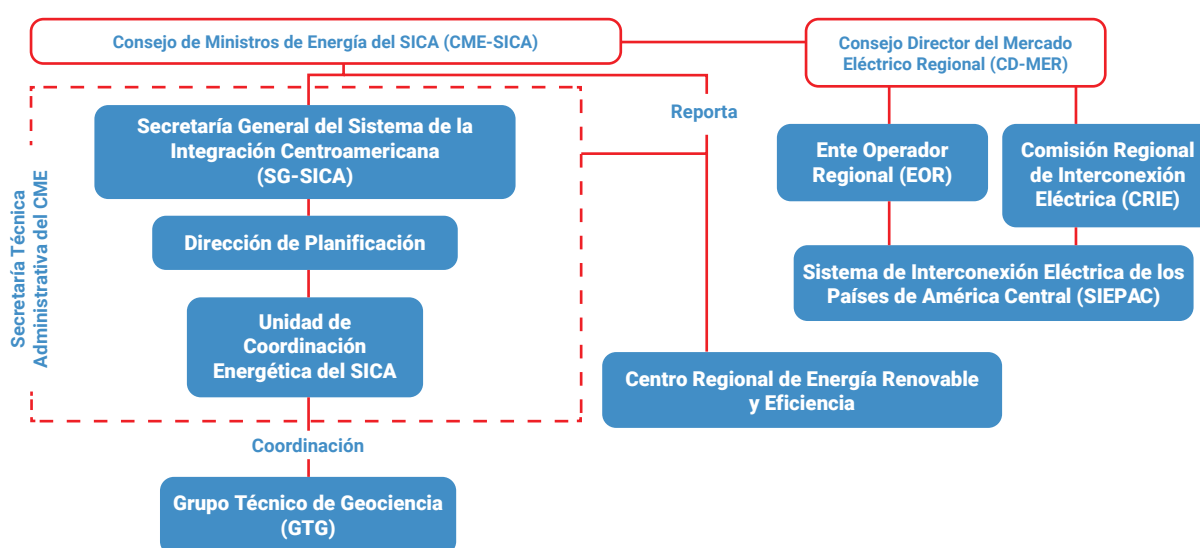 Consejo de Ministros de Energía del SICA (CME-SICA)
Consejo Director del Mercado
Eléctrico Regional (CD-MER)
Reporta
Secretaría General del Sistema de la
Integración Centroamericana
(SG-SICA)
Ente Operador
Regional (EOR)
Comisión Regional
de Interconexión
Eléctrica (CRIE)
Secretaría Técnica
Administrativa del CME
Dirección de Planificación
Sistema de Interconexión Eléctrica de los
Países de América Central (SIEPAC)
Unidad de
Coordinación
Energética del SICA
Centro Regional de Energía Renovable
y Eficiencia
Coordinación
Grupo Técnico de Geociencia
(GTG)